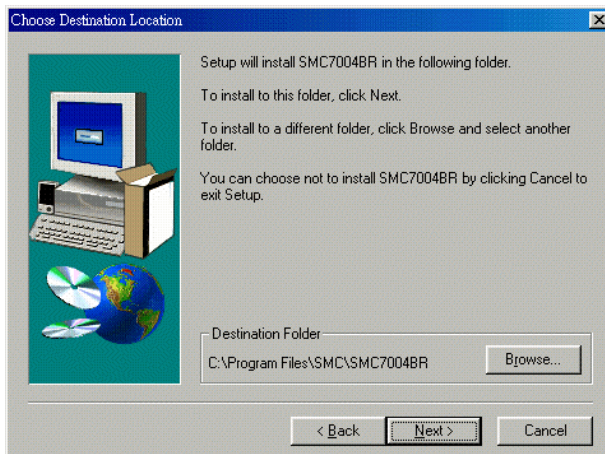 Choose Destination Location
Setup will install SMC7004BR in the following folder.
To install to this folder, click Next.
To install to a different folder, click Browse and select another
folder.
You can choose not to install SMC7004BR by clicking Cancel to
exit Setup.
Destination Folder
C:\Program Files\SMC\SMC7004BR
Browse...
< Back
Next >
Cancel